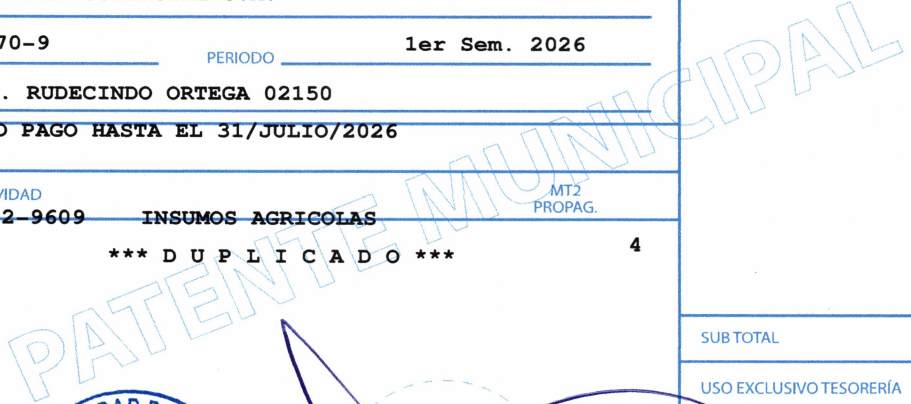 70-9
PERIODO
1er Sem. 2026
. RUDECINDO ORTEGA 02150
O PAGO HASTA EL 31/JULIO/2026
VIDAD
MT2
PROPAG.
2-9609 INSUMOS AGRICOLAS
4
*** D U P L I C A D O ***
PATENTE MUNICIPAL
SUB TOTAL
USO EXCLUSIVO TESORERÍA